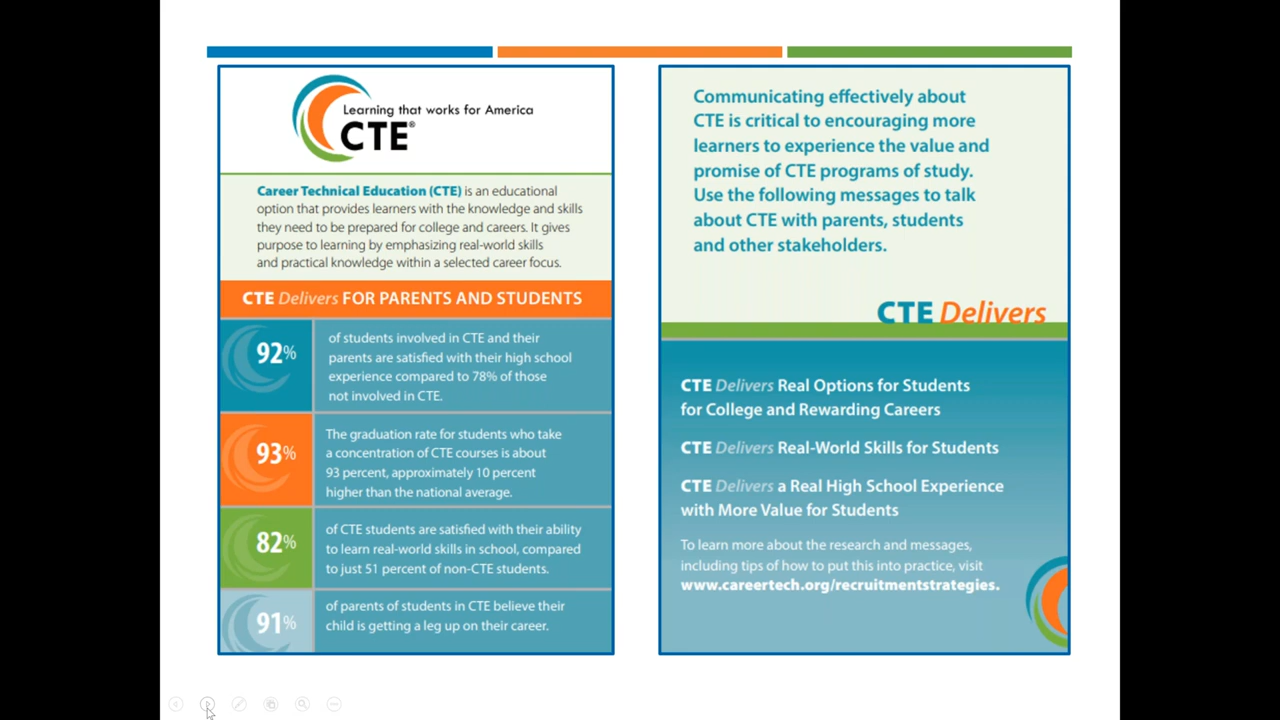 Learning that works for America
CTE®
Career Technical Education (CTE) is an educational
option that provides learners with the knowledge and skills
they need to be prepared for college and careers. It gives
purpose to learning by emphasizing real-world skills
and practical knowledge within a selected career focus.
CTE Delivers FOR PARENTS AND STUDENTS
92%
of students involved in CTE and their
parents are satisfied with their high school
experience compared to 78% of those
not involved in CTE.
93%
The graduation rate for students who take
a concentration of CTE courses is about
93 percent, approximately 10 percent
higher than the national average.
82%
of CTE students are satisfied with their ability
to learn real-world skills in school, compared
to just 51 percent of non-CTE students.
91%
of parents of students in CTE believe their
child is getting a leg up on their career.
Communicating effectively about
CTE is critical to encouraging more
learners to experience the value and
promise of CTE programs of study.
Use the following messages to talk
about CTE with parents, students
and other stakeholders.
CTE Delivers
CTE Delivers Real Options for Students
for College and Rewarding Careers
CTE Delivers Real-World Skills for Students
CTE Delivers a Real High School Experience
with More Value for Students
To learn more about the research and messages,
including tips of how to put this into practice, visit
www.careertech.org/recruitmentstrategies.